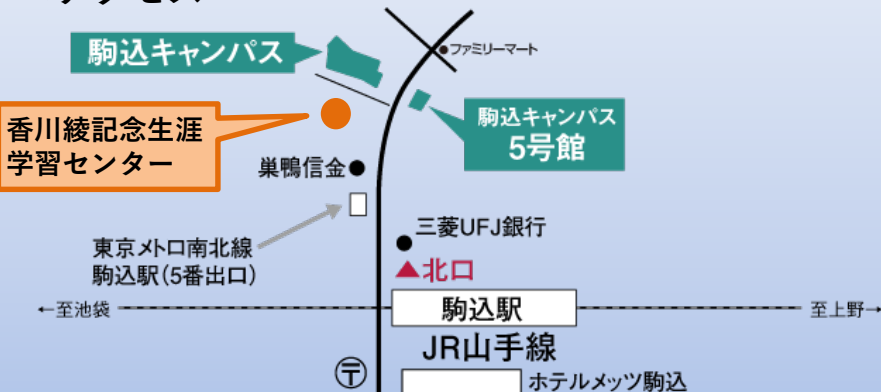 アクセス
駒込キャンパス
ファミリーマート
香川綾記念生涯
学習センター
駒込キャンパス
5号館
巣鴨信金
三菱UFJ銀行
東京メトロ南北線
駒込駅(5番出口)
北口
←至池袋
駒込駅
至上野→
JR山手線
〒
ホテルメッツ駒込